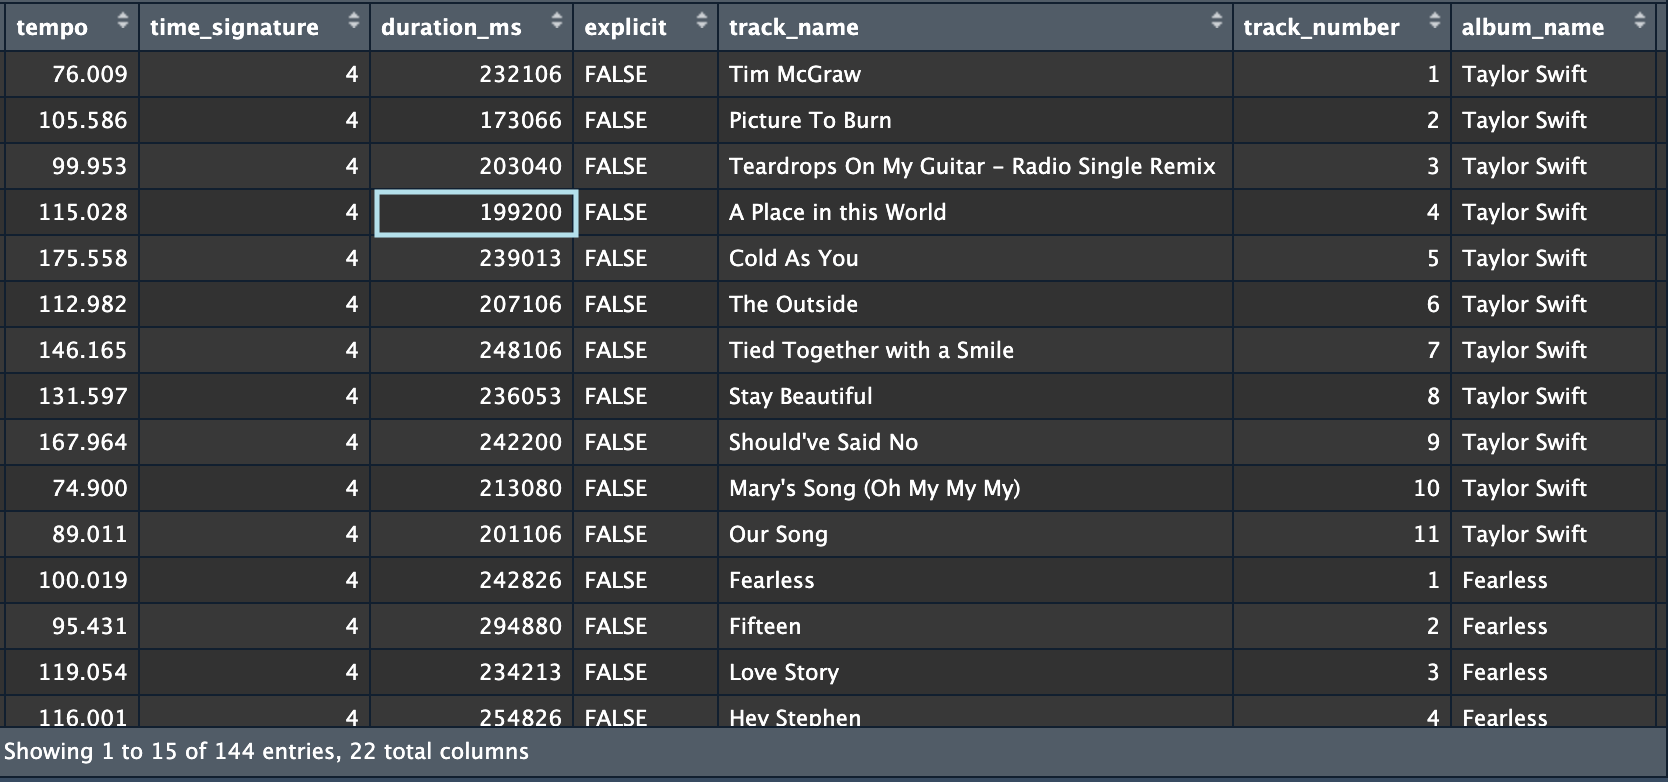 tempo time_signature duration_ms explicit track_name track_number album_name
76.009 4 232106 FALSE Tim McGraw 1 Taylor Swift
105.586 4 173066 FALSE Picture To Burn 2 Taylor Swift
99.953 4 203040 FALSE Teardrops On My Guitar – Radio Single Remix 3 Taylor Swift
115.028 4 199200 FALSE A Place in this World 4 Taylor Swift
175.558 4 239013 FALSE Cold As You 5 Taylor Swift
112.982 4 207106 FALSE The Outside 6 Taylor Swift
146.165 4 248106 FALSE Tied Together with a Smile 7 Taylor Swift
131.597 4 236053 FALSE Stay Beautiful 8 Taylor Swift
167.964 4 242200 FALSE Should've Said No 9 Taylor Swift
74.900 4 213080 FALSE Mary's Song (Oh My My My) 10 Taylor Swift
89.011 4 201106 FALSE Our Song 11 Taylor Swift
100.019 4 242826 FALSE Fearless 1 Fearless
95.431 4 294880 FALSE Fifteen 2 Fearless
119.054 4 234213 FALSE Love Story 3 Fearless
116.001 4 254826 FALSE Hey Stephen 4 Fearless
Showing 1 to 15 of 144 entries, 22 total columns